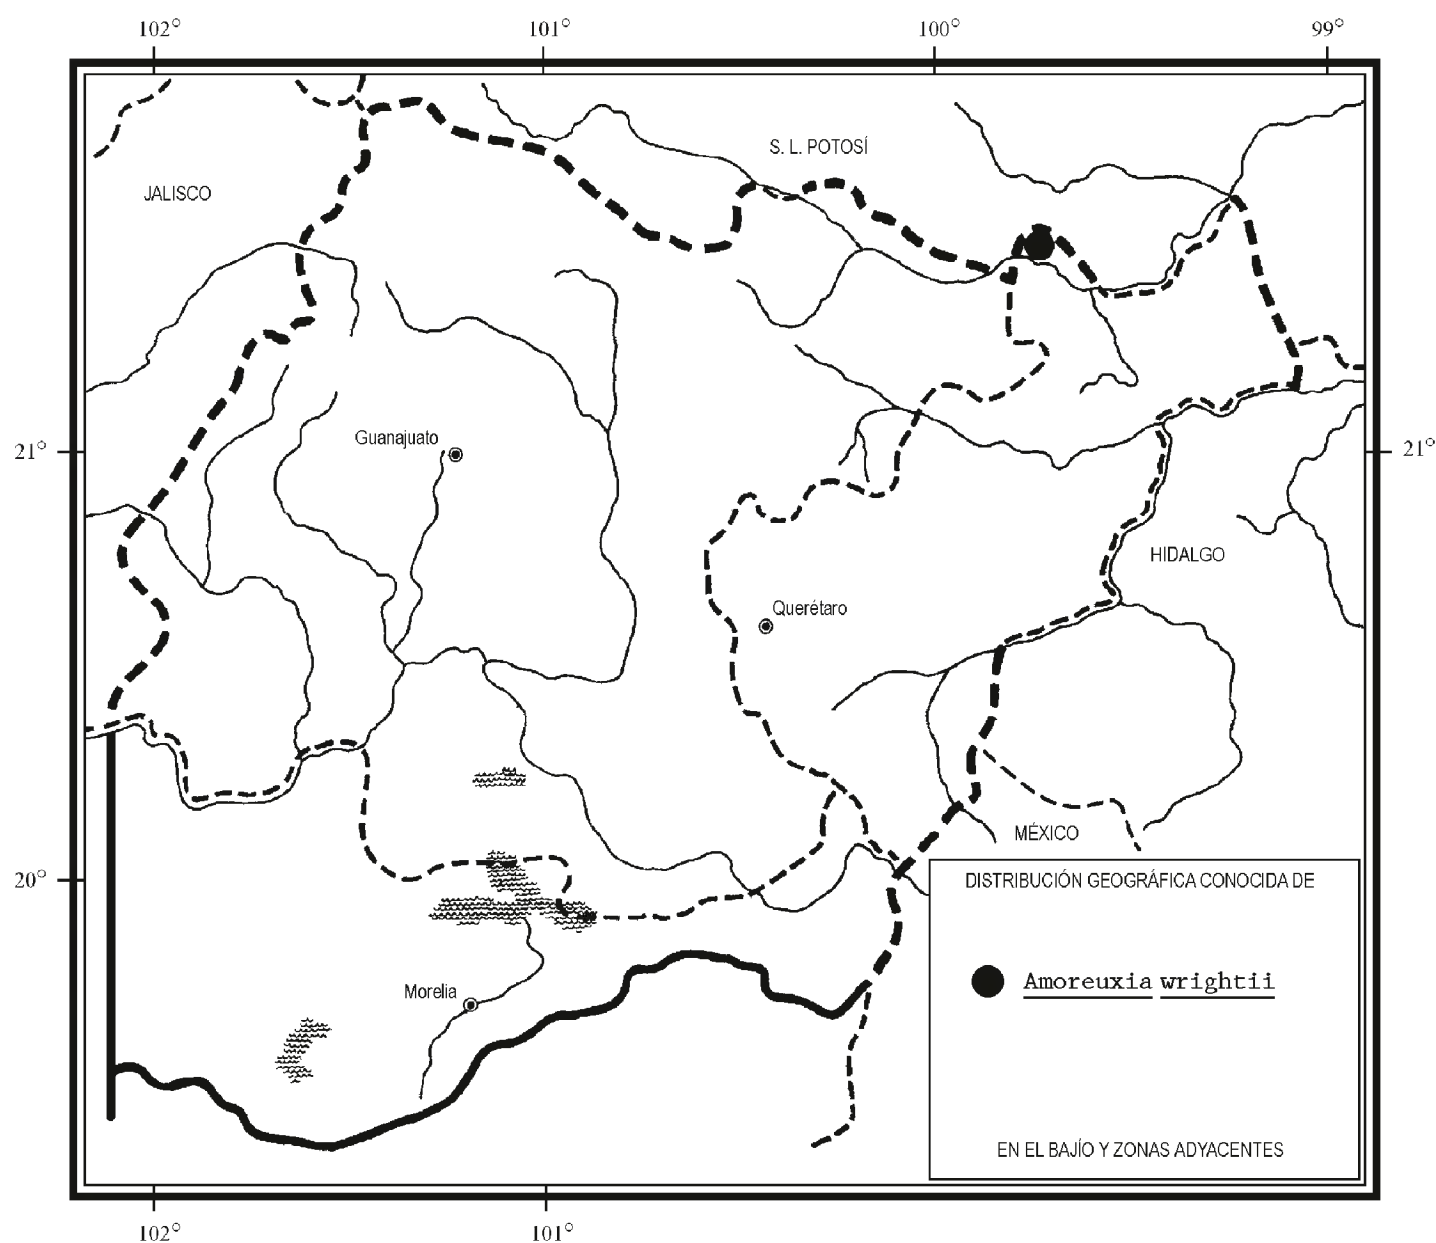 102° 101° 100° 99°
S. L. POTOSÍ
JALISCO
Guanajuato
21° 21°
HIDALGO
Querétaro
MÉXICO
20°
DISTRIBUCIÓN GEOGRÁFICA CONOCIDA DE
Amoreuxia wrightii
Morelia
EN EL BAJÍO Y ZONAS ADYACENTES
102° 101°